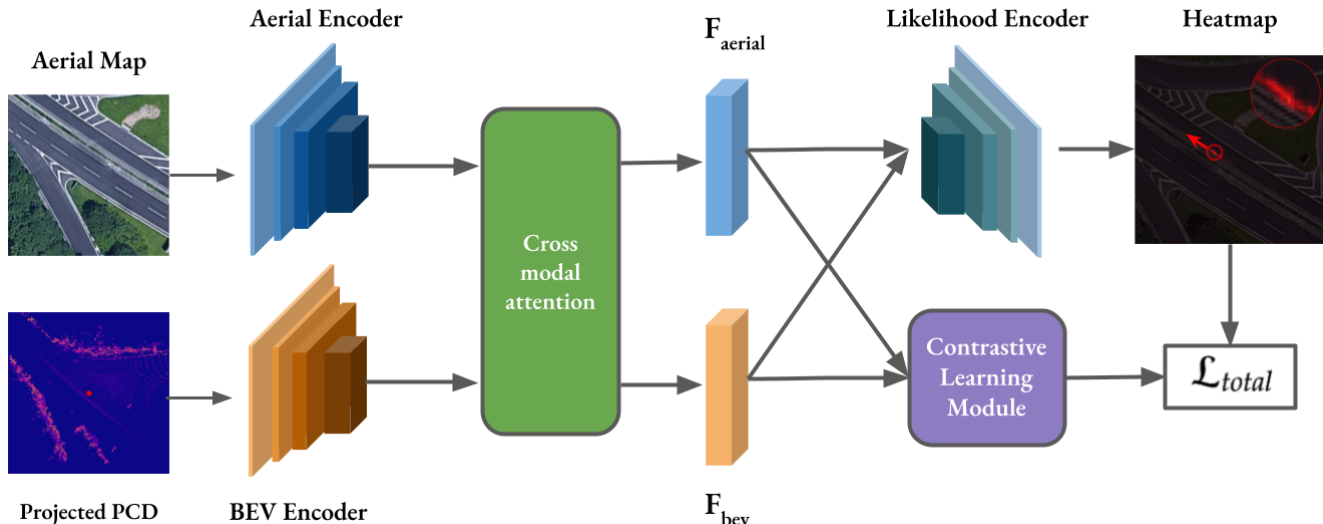 Aerial Encoder
Likelihood Encoder
Heatmap
F_aerial
Aerial Map
Cross
modal
attention
Contrastive
Learning
Module
𝕷_total
Projected PCD
BEV Encoder
F_bev